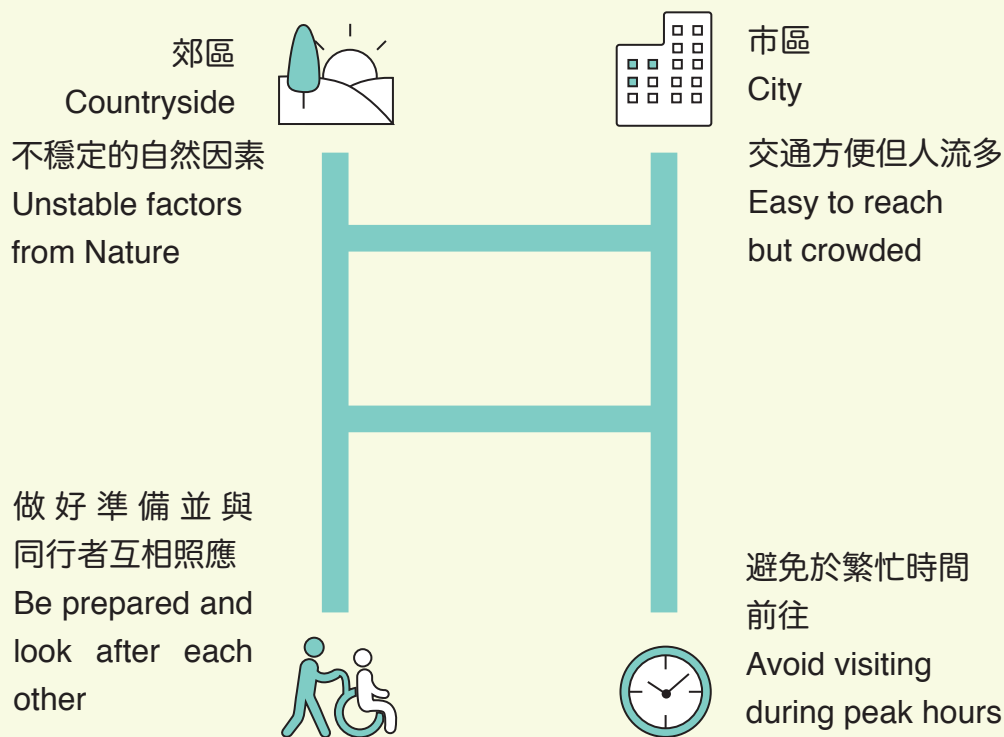 郊區
Countryside
不穩定的自然因素
Unstable factors
from Nature
市區
City
交通方便但人流多
Easy to reach
but crowded
做好準備並與
同行者互相照應
Be prepared and
look after each
other
避免於繁忙時間
前往
Avoid visiting
during peak hours